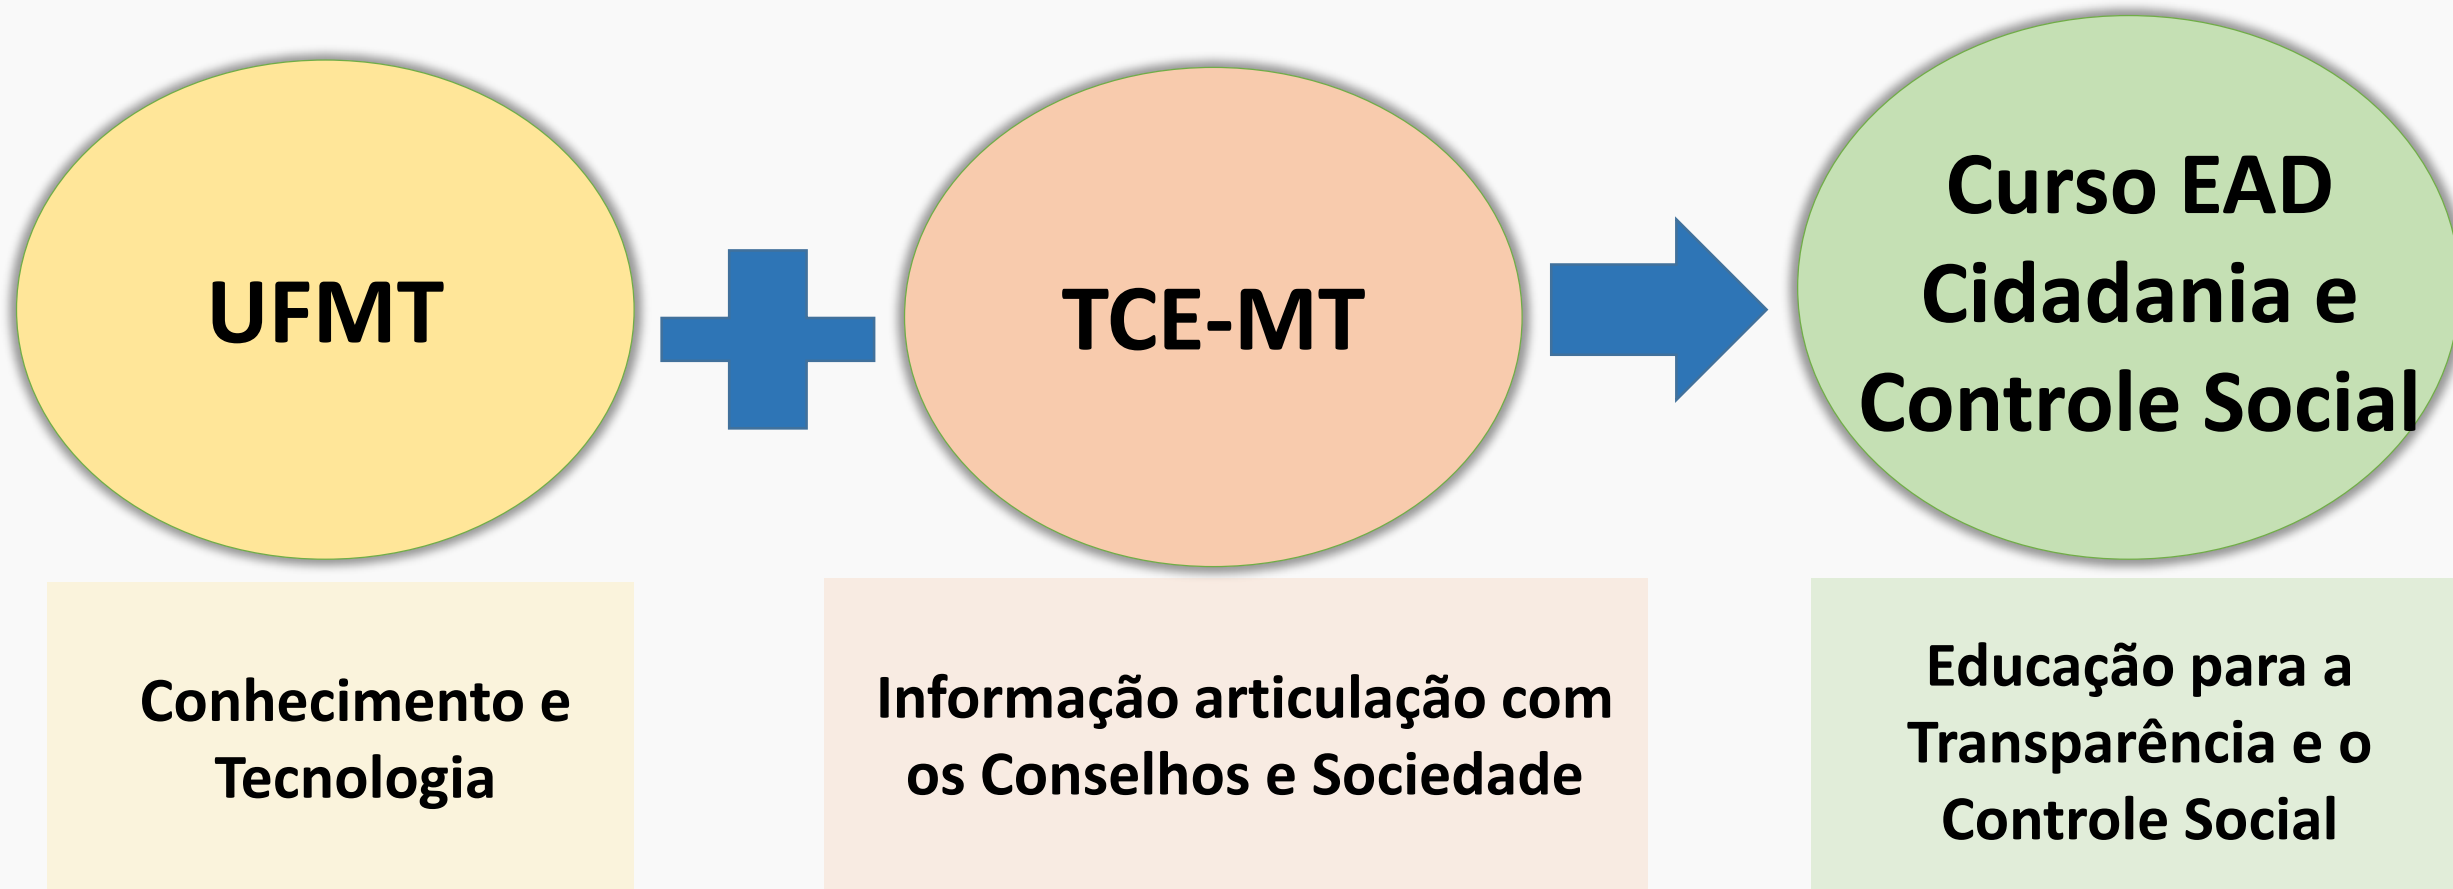 UFMT
TCE-MT
Curso EAD
Cidadania e
Controle Social
Conhecimento e
Tecnologia
Informação articulação com
os Conselhos e Sociedade
Educação para a
Transparência e o
Controle Social